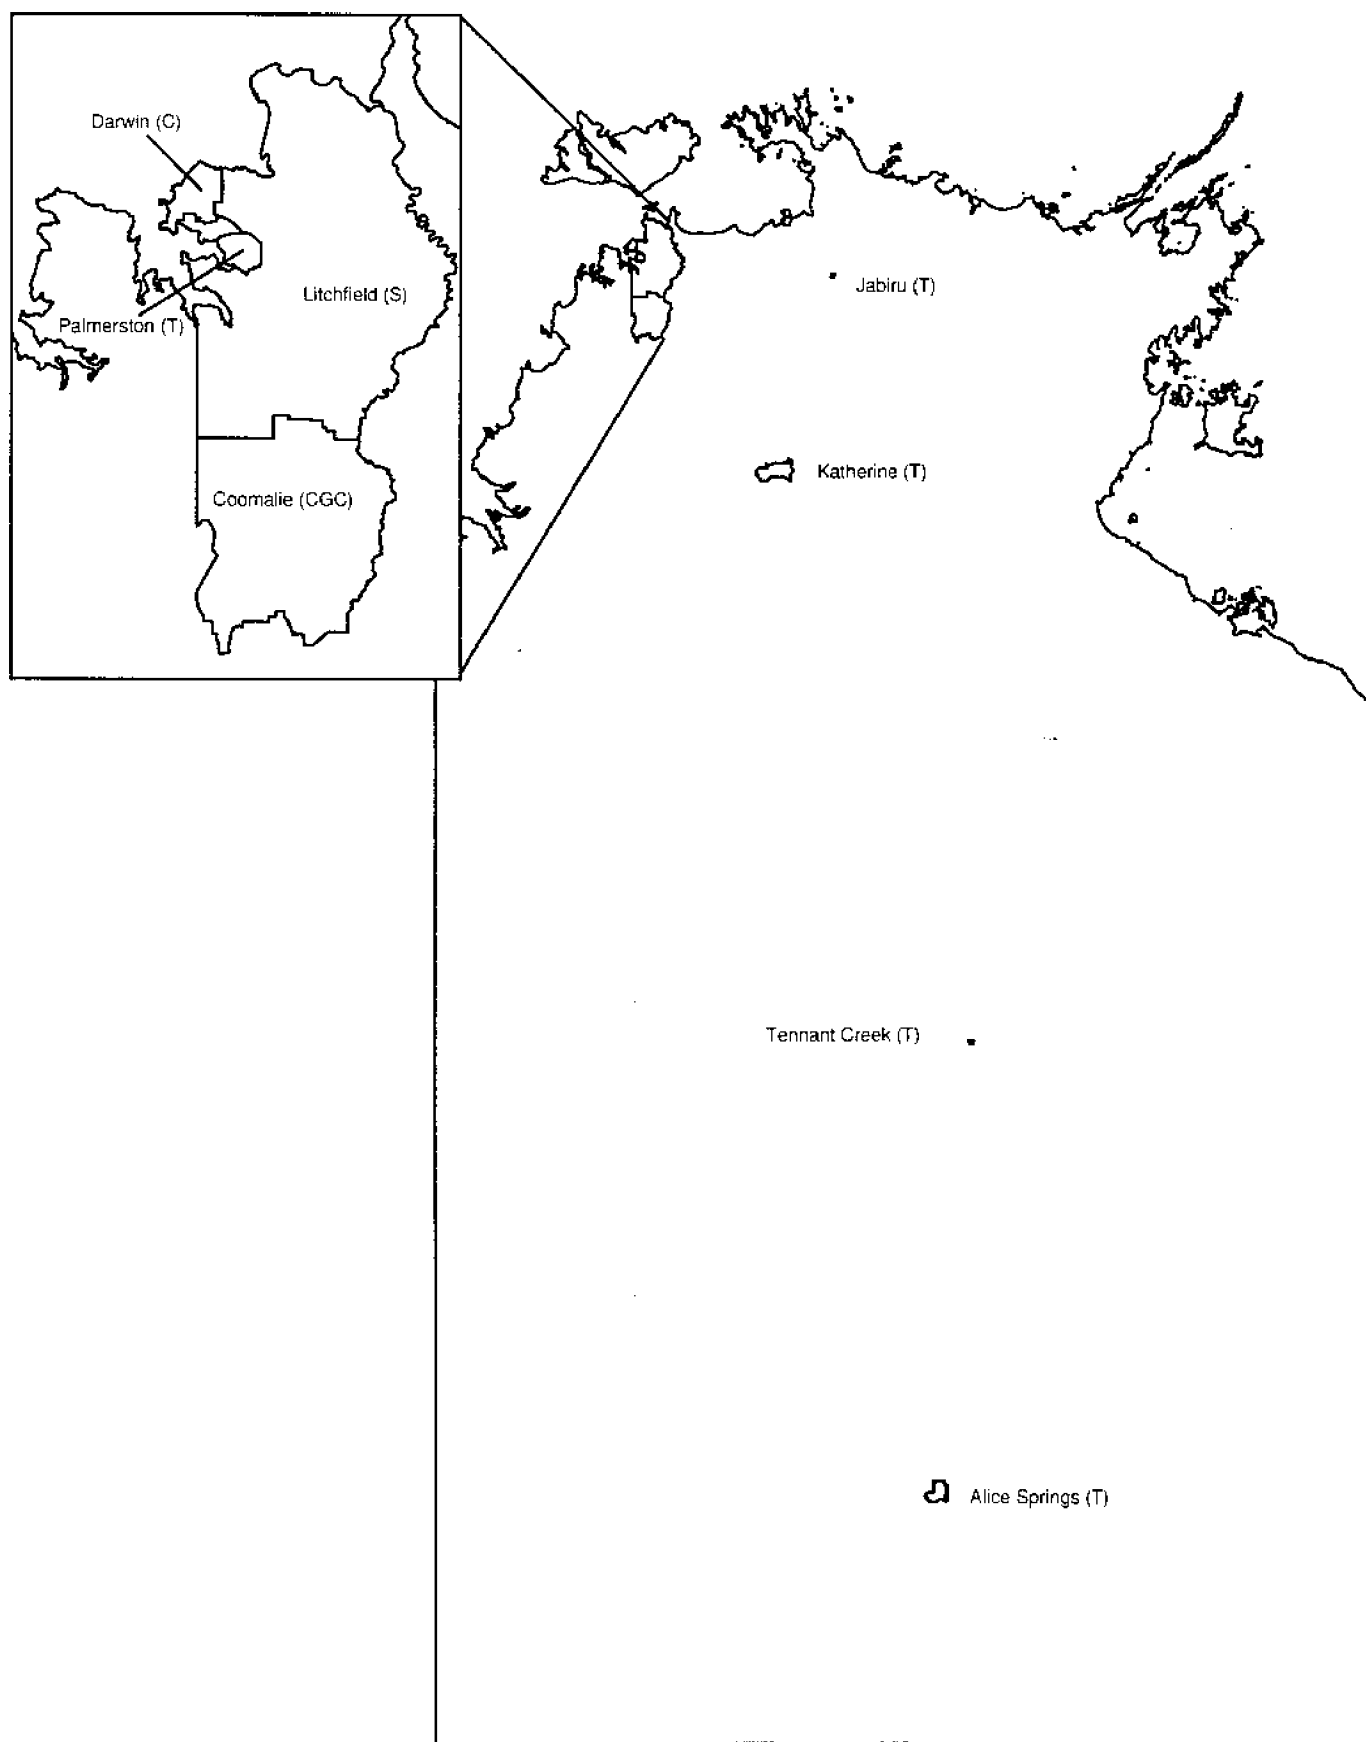 Darwin (C)
Litchfield (S)
Palmerston (T)
Coomalie (CGC)
Jabiru (T)
Katherine (T)
Tennant Creek (T)
Alice Springs (T)